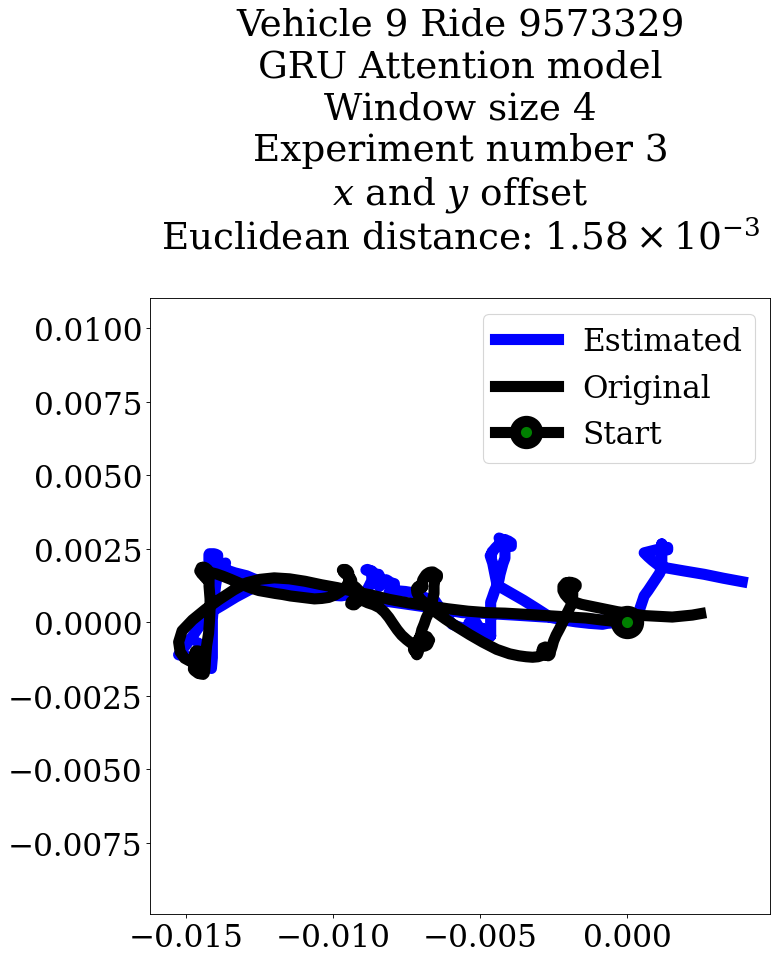 Vehicle 9 Ride 9573329
GRU Attention model
Window size 4
Experiment number 3
x and y offset
Euclidean distance: 1.58 × 10⁻³
Estimated
Original
Start
0.0100
0.0075
0.0050
0.0025
0.0000
−0.0025
−0.0050
−0.0075
−0.015 −0.010 −0.005 0.000